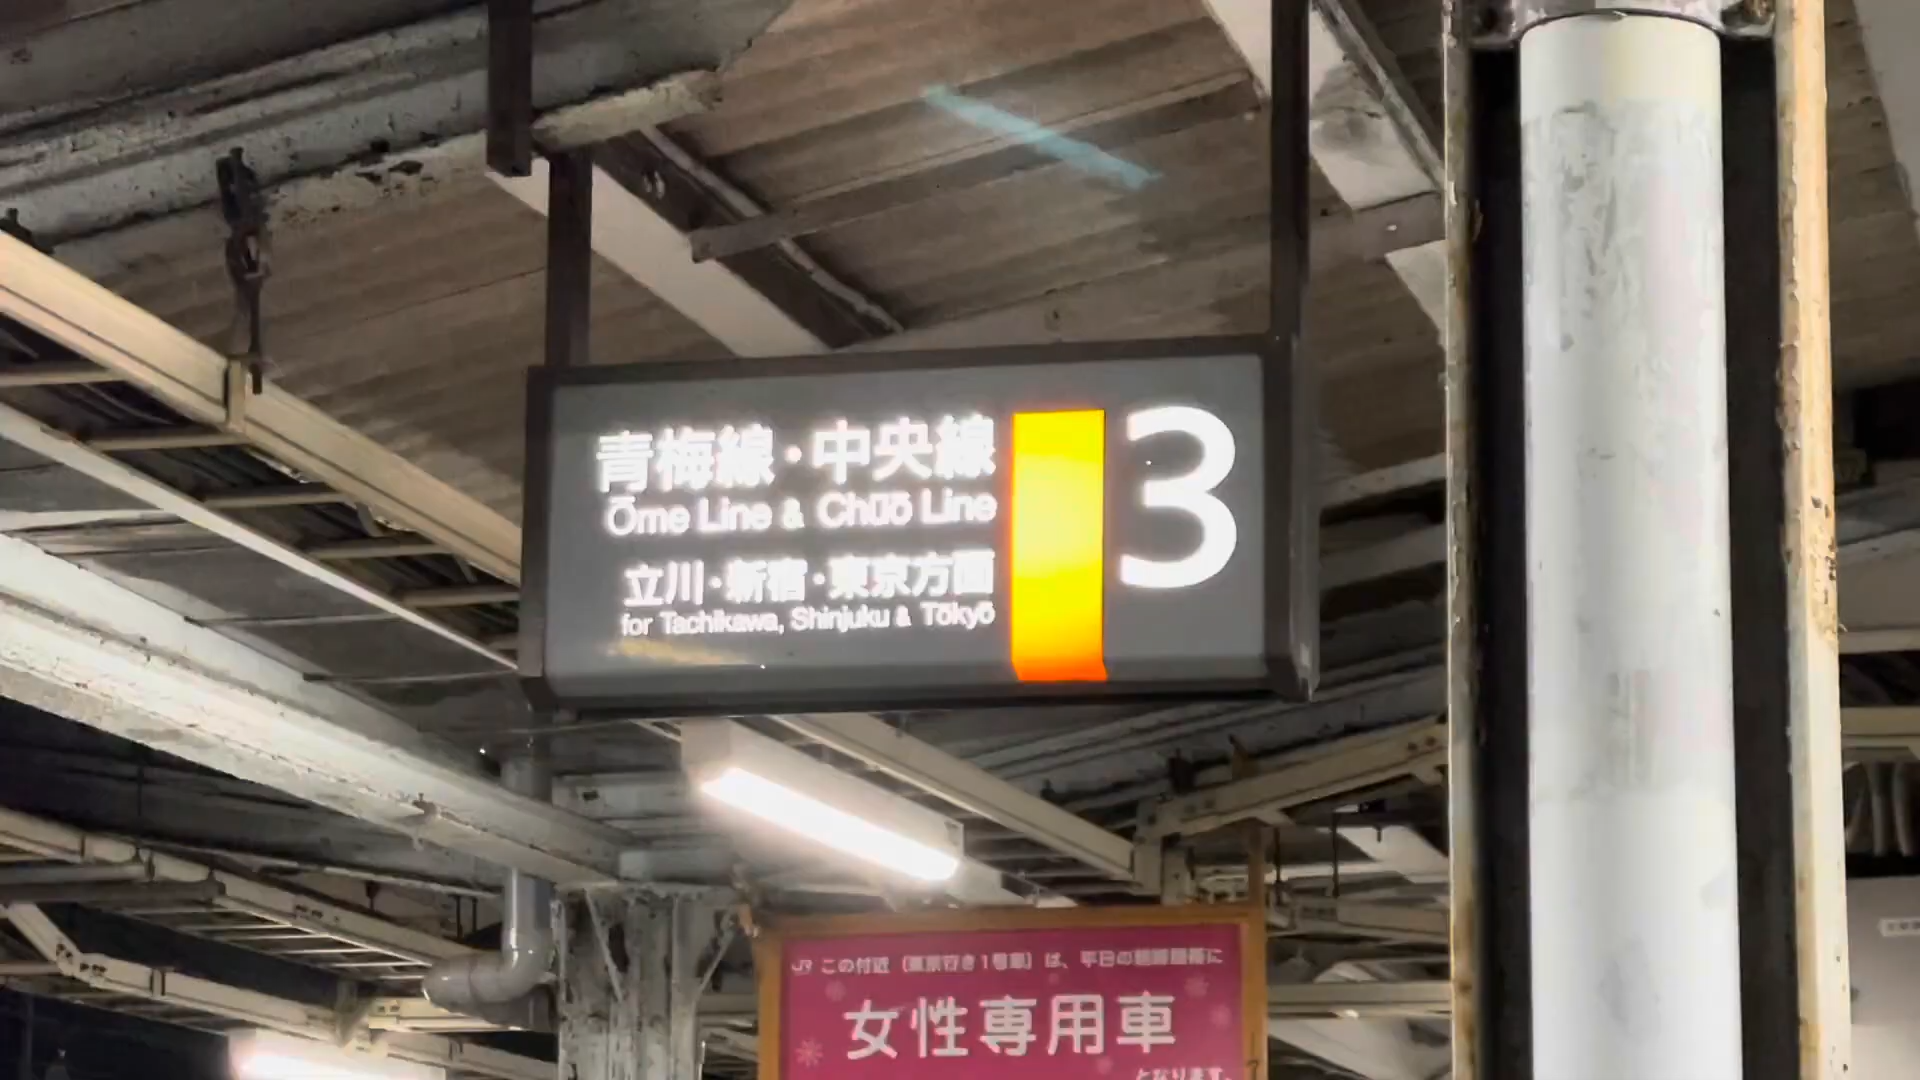 青梅線・中央線
Ōme Line & Chūō Line
立川・新宿・東京方面
for Tachikawa, Shinjuku & Tōkyō
3
JR この付近（東京行き1号車）は、平日の朝時間帯に
女性専用車
となります。